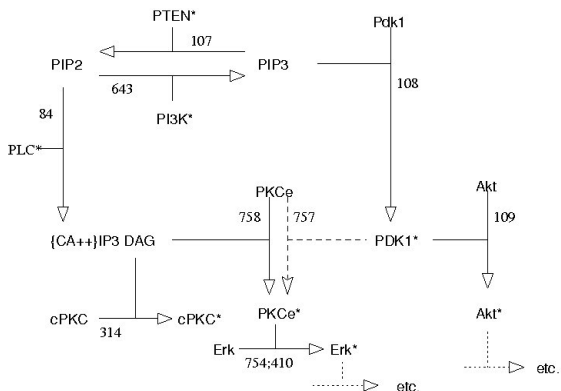 PTEN*
Pdk1
107
PIP2
PIP3
643
108
84
PI3K*
PLC*
PKCe
Akt
758
757
109
{CA++}IP3 DAG
PDK1*
cPKC
cPKC*
PKCe*
Akt*
314
Erk
Erk*
754;410
etc.
etc.